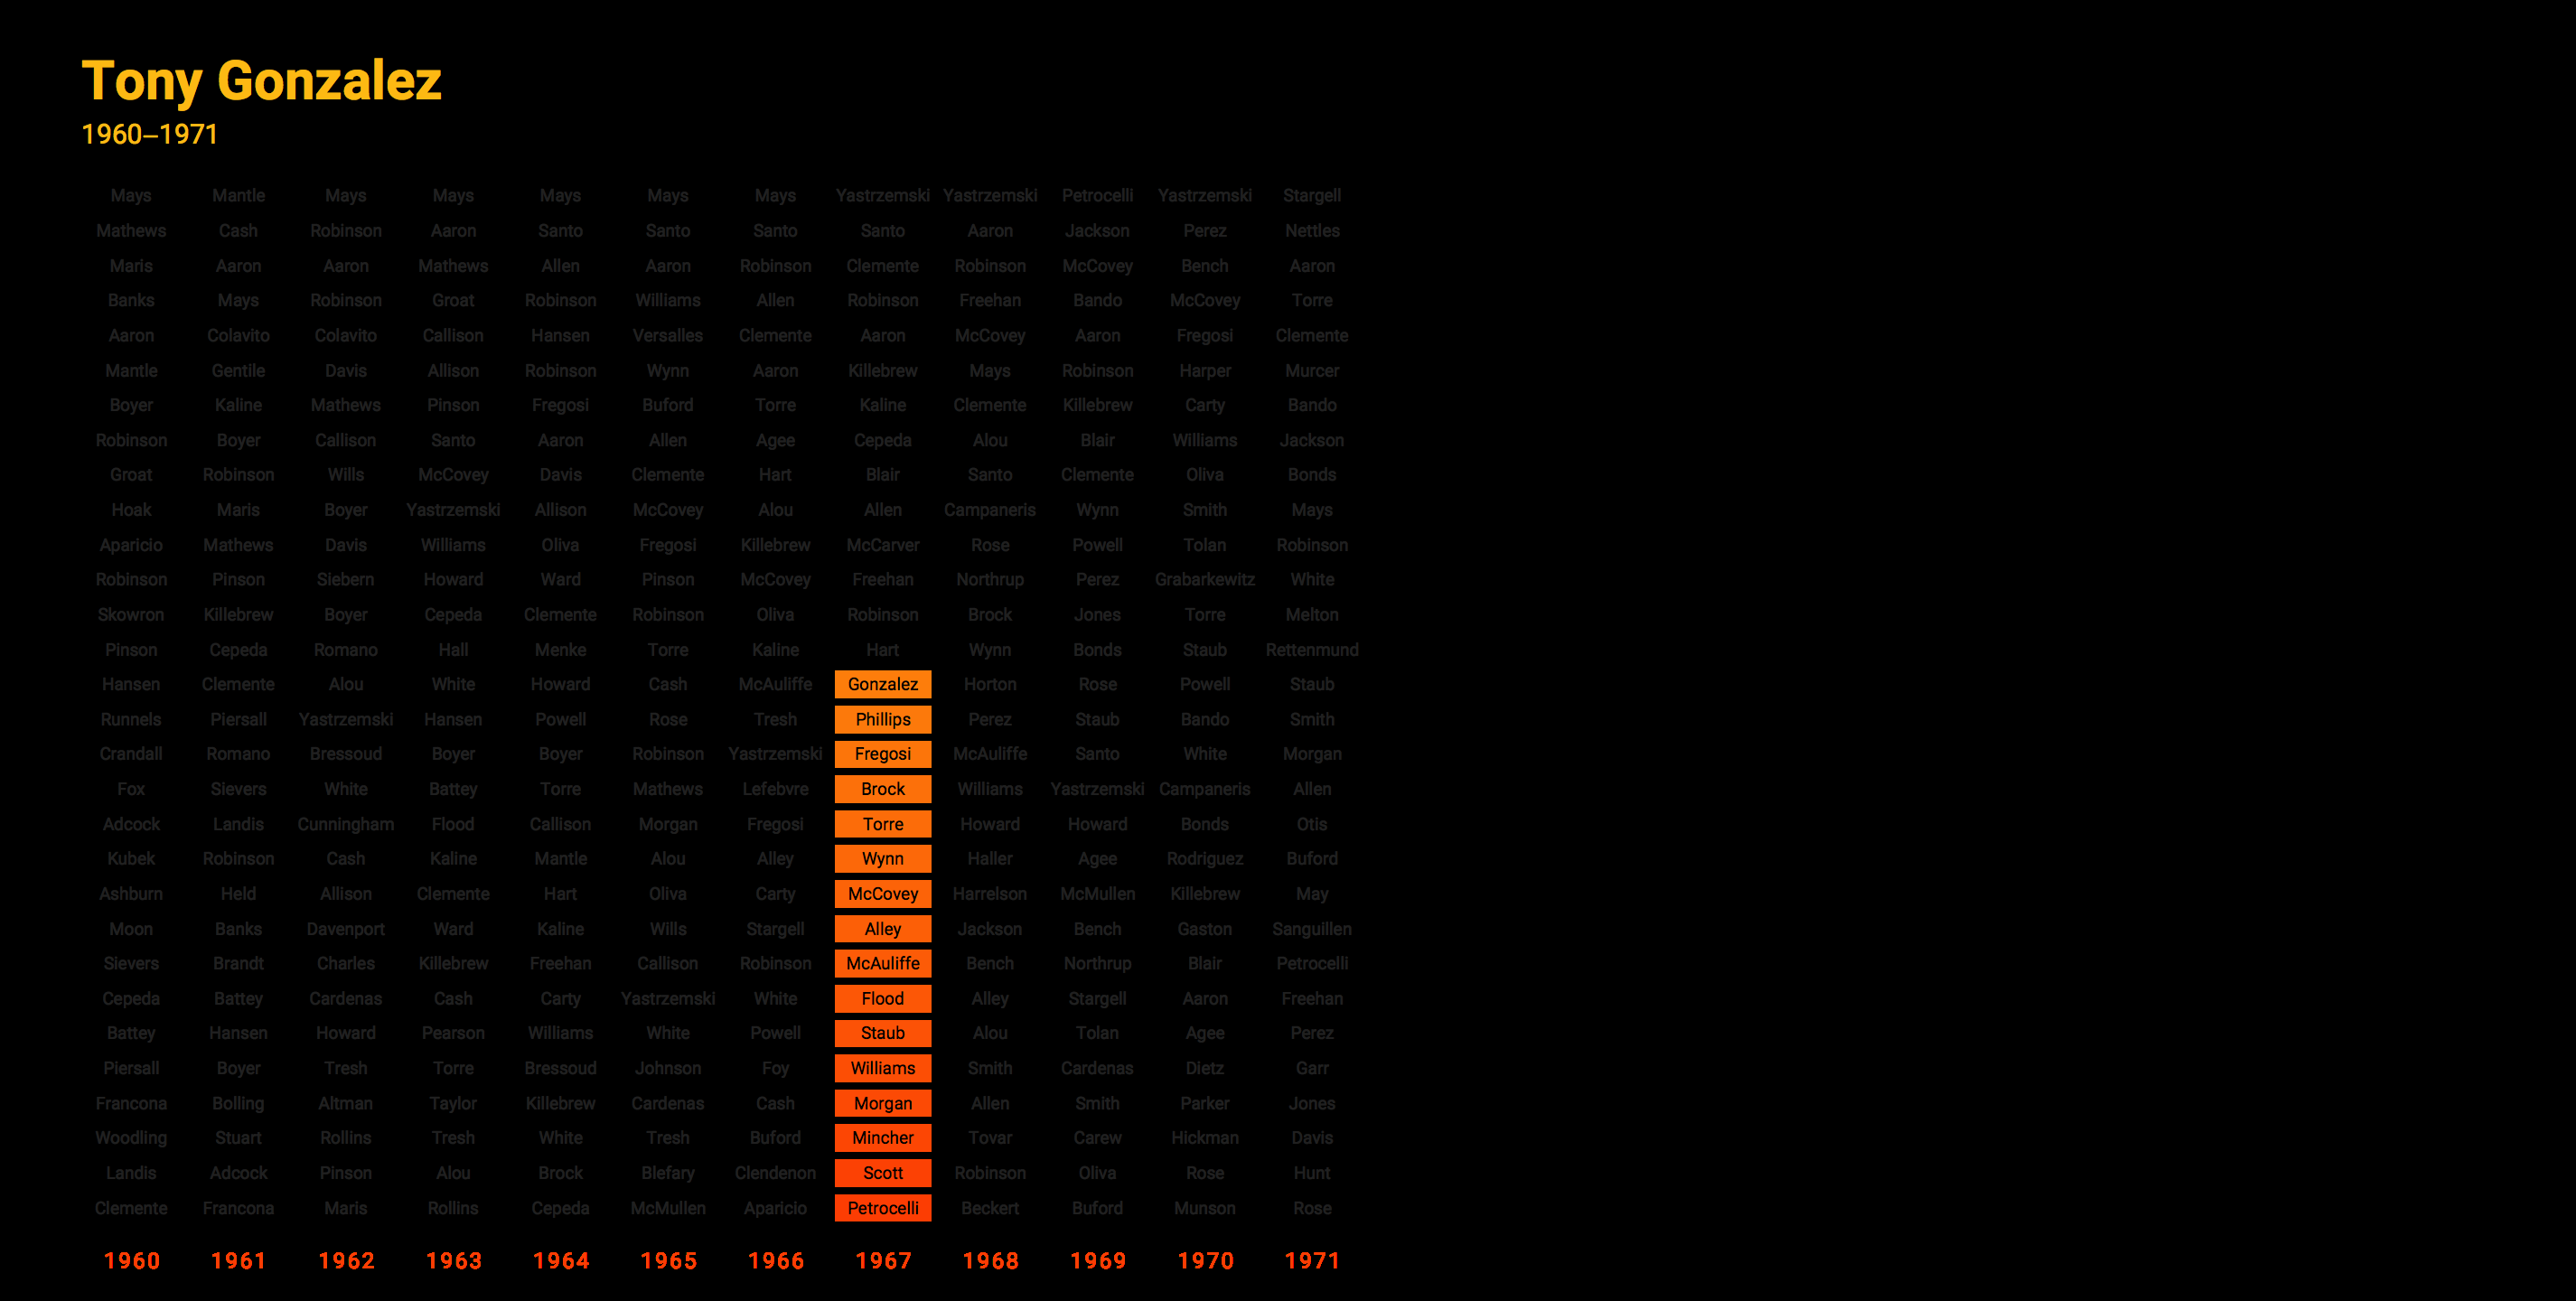 Tony Gonzalez
1960–1971
Mays Mantle Mays Mays Mays Mays Mays Yastrzemski Yastrzemski Petrocelli Yastrzemski Stargell
Mathews Cash Robinson Aaron Santo Santo Santo Santo Aaron Jackson Perez Nettles
Maris Aaron Aaron Mathews Allen Aaron Robinson Clemente Robinson McCovey Bench Aaron
Banks Mays Robinson Groat Robinson Williams Allen Robinson Freehan Bando McCovey Torre
Aaron Colavito Colavito Callison Hansen Versalles Clemente Aaron McCovey Aaron Fregosi Clemente
Mantle Gentile Davis Allison Robinson Wynn Aaron Killebrew Mays Robinson Harper Murcer
Boyer Kaline Mathews Pinson Fregosi Buford Torre Kaline Clemente Killebrew Carty Bando
Robinson Boyer Callison Santo Aaron Allen Agee Cepeda Alou Blair Williams Jackson
Groat Robinson Wills McCovey Davis Clemente Hart Blair Santo Clemente Oliva Bonds
Hoak Maris Boyer Yastrzemski Allison McCovey Alou Allen Campaneris Wynn Smith Mays
Aparicio Mathews Davis Williams Oliva Fregosi Killebrew McCarver Rose Powell Tolan Robinson
Robinson Pinson Siebern Howard Ward Pinson McCovey Freehan Northrup Perez Grabarkewitz White
Skowron Killebrew Boyer Cepeda Clemente Robinson Oliva Robinson Brock Jones Torre Melton
Pinson Cepeda Romano Hall Menke Torre Kaline Hart Wynn Bonds Staub Rettenmund
Hansen Clemente Alou White Howard Cash McAuliffe Gonzalez Horton Rose Powell Staub
Runnels Piersall Yastrzemski Hansen Powell Rose Tresh Phillips Perez Staub Bando Smith
Crandall Romano Bressoud Boyer Boyer Robinson Yastrzemski Fregosi McAuliffe Santo White Morgan
Fox Sievers White Battey Torre Mathews Lefebvre Brock Williams Yastrzemski Campaneris Allen
Adcock Landis Cunningham Flood Callison Morgan Fregosi Torre Howard Howard Bonds Otis
Kubek Robinson Cash Kaline Mantle Alou Alley Wynn Haller Agee Rodriguez Buford
Ashburn Held Allison Clemente Hart Oliva Carty McCovey Harrelson McMullen Killebrew May
Moon Banks Davenport Ward Kaline Wills Stargell Alley Jackson Bench Gaston Sanguillen
Sievers Brandt Charles Killebrew Freehan Callison Robinson McAuliffe Bench Northrup Blair Petrocelli
Cepeda Battey Cardenas Cash Carty Yastrzemski White Flood Alley Stargell Aaron Freehan
Battey Hansen Howard Pearson Williams White Powell Staub Alou Tolan Agee Perez
Piersall Boyer Tresh Torre Bressoud Johnson Foy Williams Smith Cardenas Dietz Garr
Francona Bolling Altman Taylor Killebrew Cardenas Cash Morgan Allen Smith Parker Jones
Woodling Stuart Rollins Tresh White Tresh Buford Mincher Tovar Carew Hickman Davis
Landis Adcock Pinson Alou Brock Blefary Clendenon Scott Robinson Oliva Rose Hunt
Clemente Francona Maris Rollins Cepeda McMullen Aparicio Petrocelli Beckert Buford Munson Rose
1960 1961 1962 1963 1964 1965 1966 1967 1968 1969 1970 1971